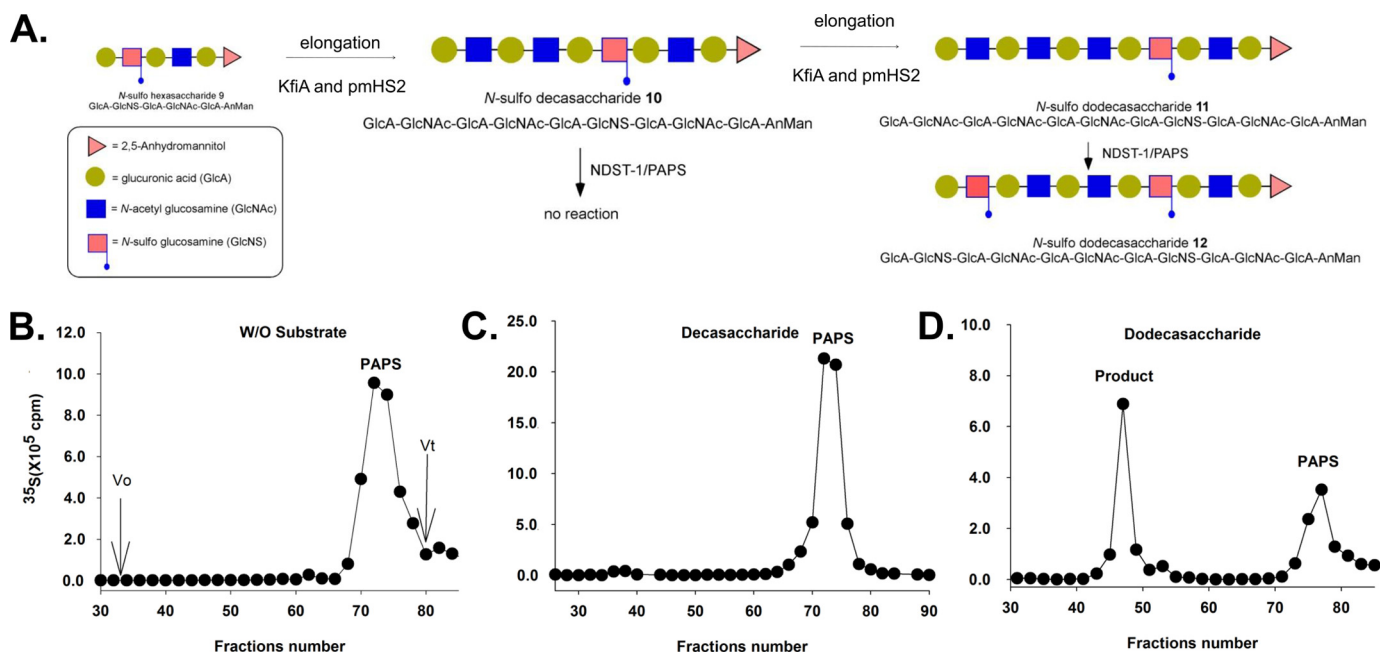 A.
elongation
KfiA and pmHS2
elongation
KfiA and pmHS2
N-sulfo hexasaccharide 9
GlcA-GlcNS-GlcA-GlcNAc-GlcA-AnMan
N-sulfo decasaccharide 10
GlcA-GlcNAc-GlcA-GlcNAc-GlcA-GlcNS-GlcA-GlcNAc-GlcA-AnMan
N-sulfo dodecasaccharide 11
GlcA-GlcNAc-GlcA-GlcNAc-GlcA-GlcNAc-GlcA-GlcNS-GlcA-GlcNAc-GlcA-AnMan
= 2,5-Anhydromannitol
= glucuronic acid (GlcA)
= N-acetyl glucosamine (GlcNAc)
= N-sulfo glucosamine (GlcNS)
NDST-1/PAPS
no reaction
NDST-1/PAPS
N-sulfo dodecasaccharide 12
GlcA-GlcNS-GlcA-GlcNAc-GlcA-GlcNAc-GlcA-GlcNS-GlcA-GlcNAc-GlcA-AnMan
B.
W/O Substrate
12.0
10.0
8.0
6.0
4.0
2.0
0.0
35S(X105 cpm)
PAPS
Vo
Vt
30 40 50 60 70 80
Fractions number
C.
Decasaccharide
25.0
20.0
15.0
10.0
5.0
0.0
PAPS
30 40 50 60 70 80 90
Fractions number
D.
Dodecasaccharide
10.0
8.0
6.0
4.0
2.0
0.0
Product
PAPS
30 40 50 60 70 80
Fractions number